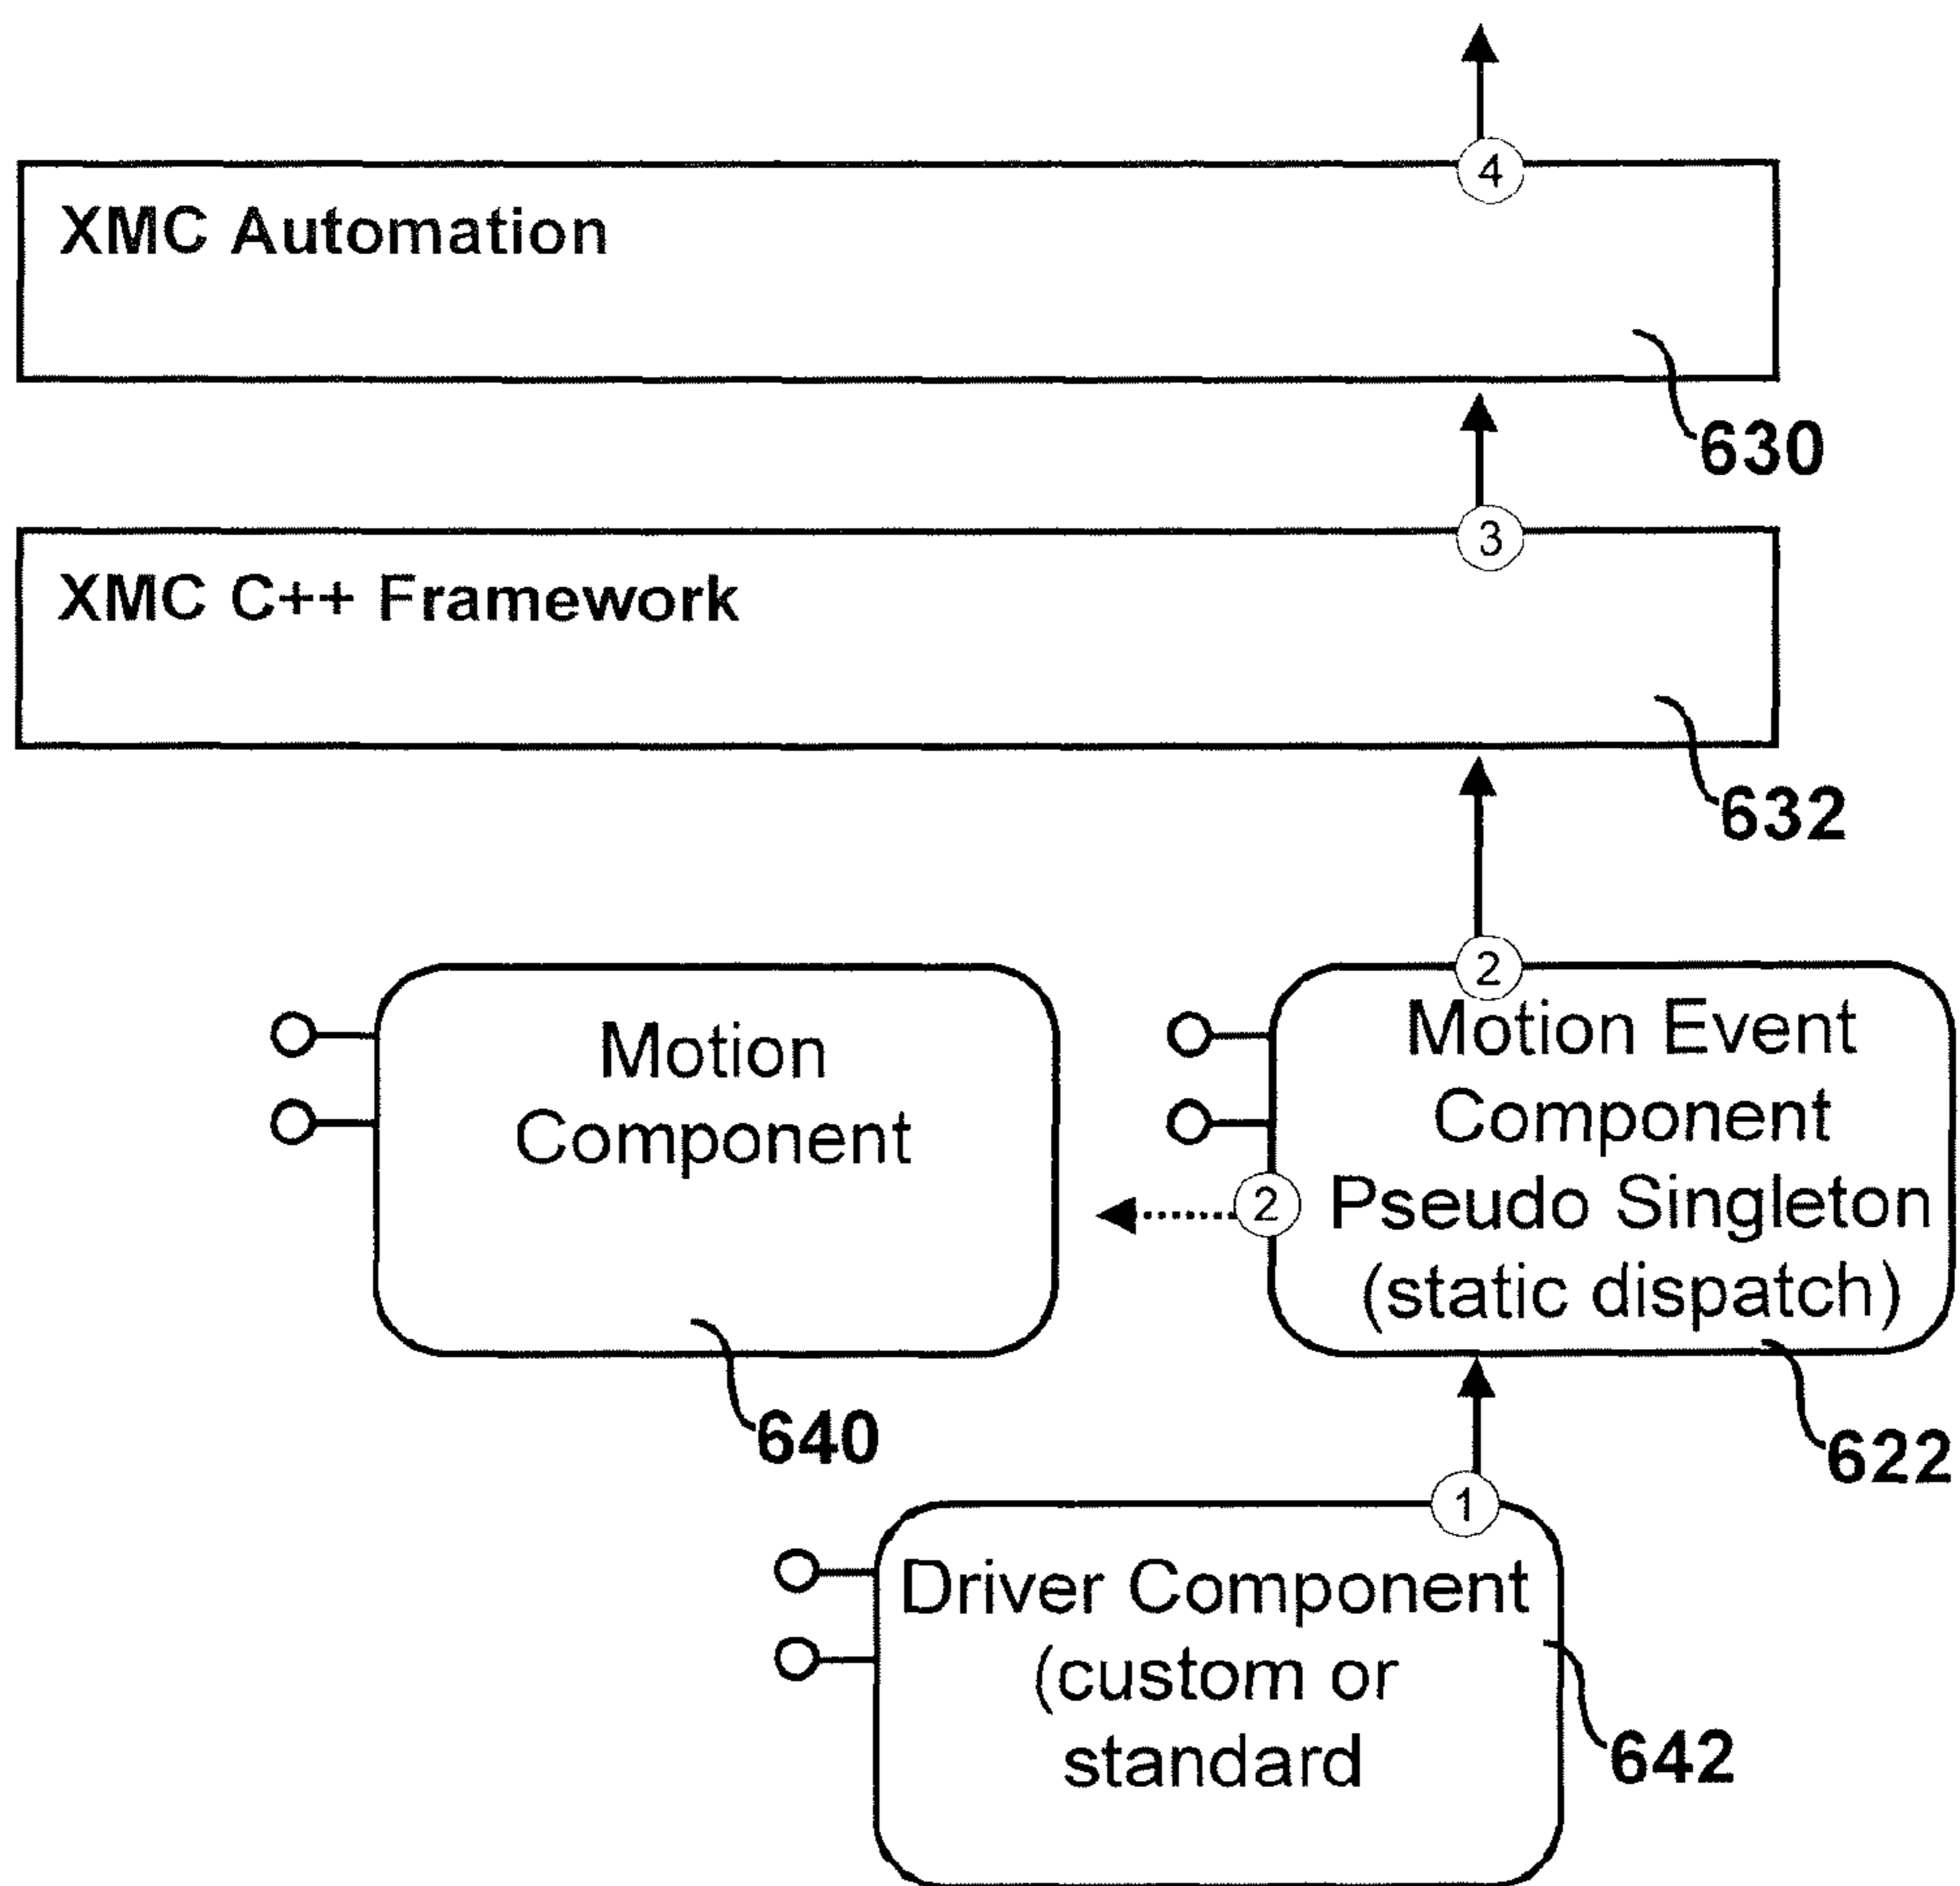 4
XMC Automation
630
3
XMC C++ Framework
632
2
Motion
Component
640
Motion Event
Component
Pseudo Singleton
(static dispatch)
2
622
1
Driver Component
(custom or
standard
642